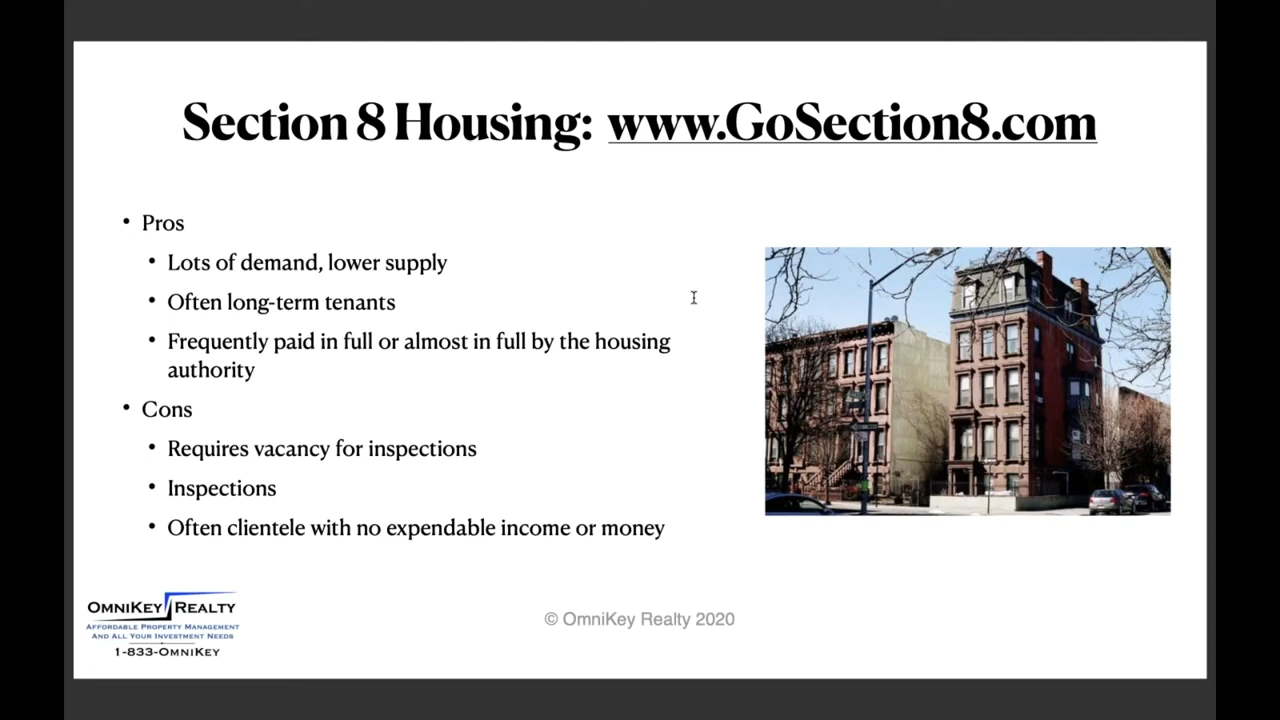 Section 8 Housing: www.GoSection8.com
• Pros
• Lots of demand, lower supply
• Often long-term tenants
• Frequently paid in full or almost in full by the housing
authority
• Cons
• Requires vacancy for inspections
• Inspections
• Often clientele with no expendable income or money
OmniKey Realty
Affordable Property Management
And All Your Investment Needs
1-833-OmniKey
© OmniKey Realty 2020